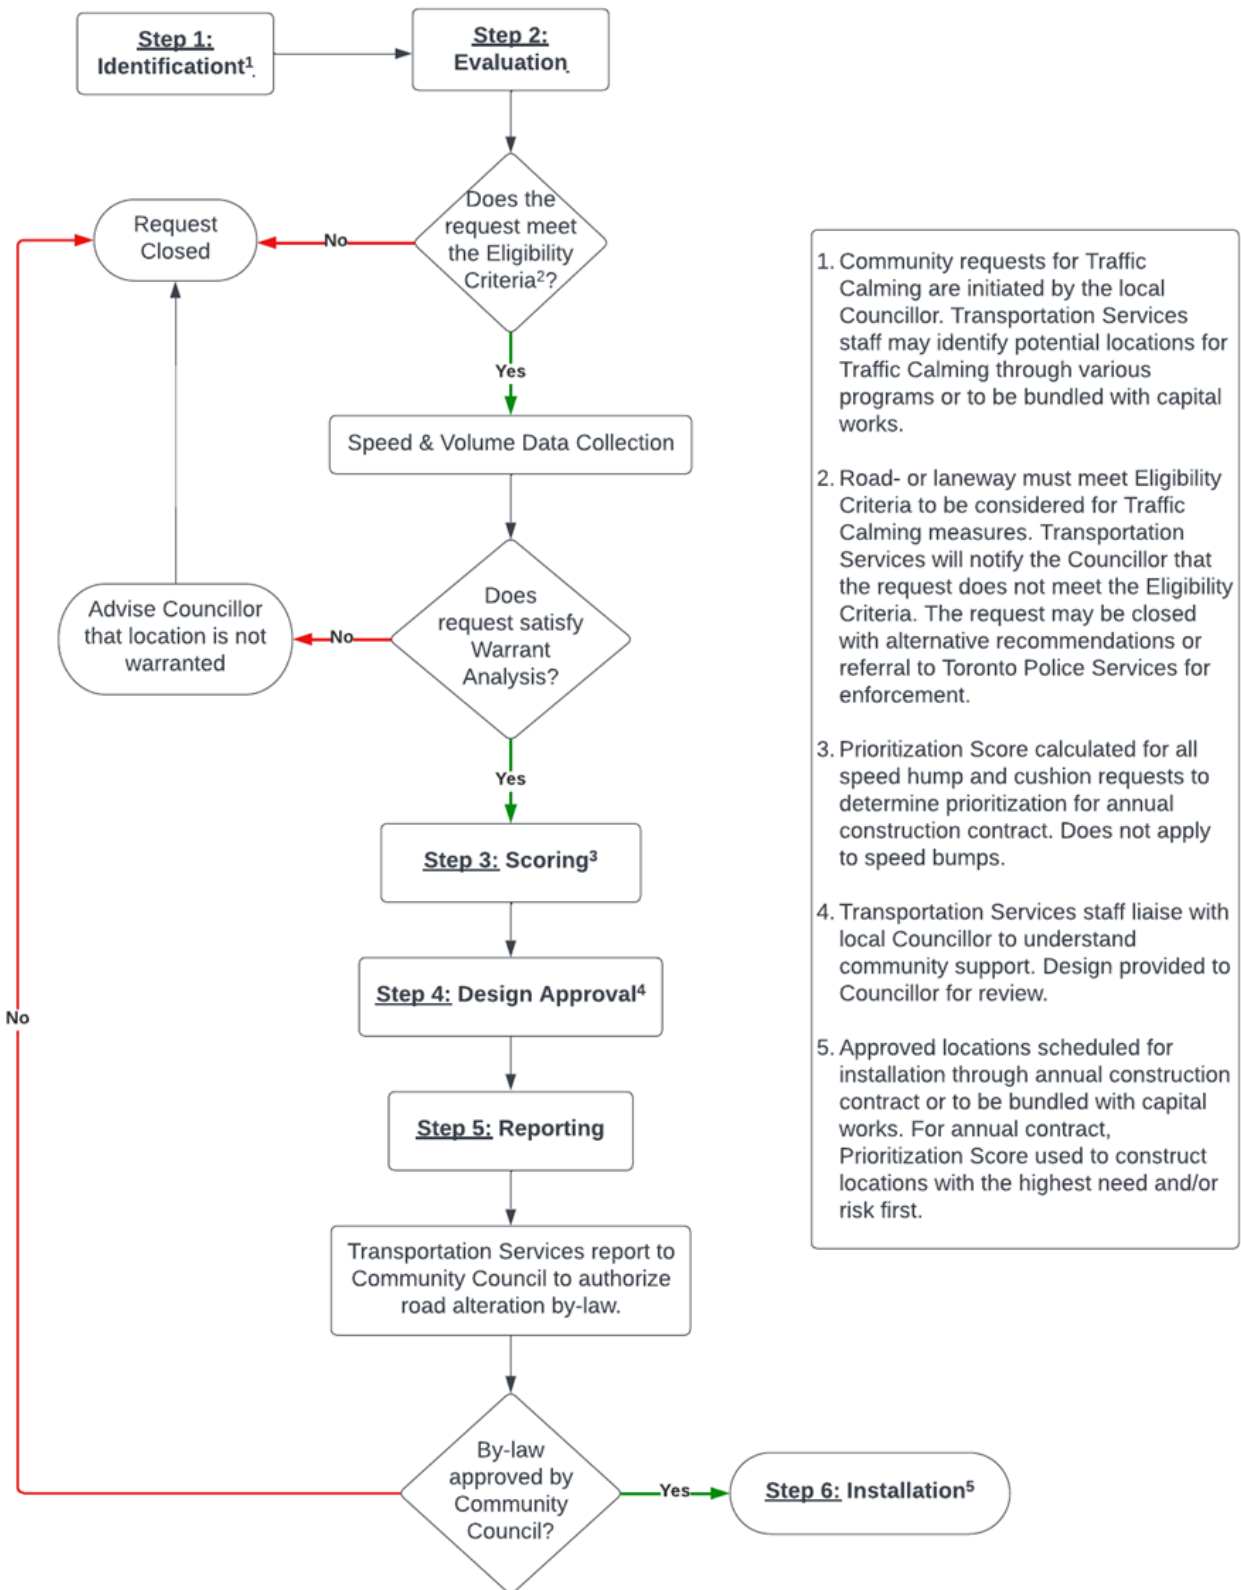 Step 1:
Identificationt¹.
Step 2:
Evaluation.
Does the
request meet
the Eligibility
Criteria²?
No
Request
Closed
Yes
Speed & Volume Data Collection
Does
request satisfy
Warrant
Analysis?
No
Advise Councillor
that location is not
warranted
Yes
Step 3: Scoring³
Step 4: Design Approval⁴
No
Step 5: Reporting
Transportation Services report to
Community Council to authorize
road alteration by-law.
By-law
approved by
Community
Council?
Yes
Step 6: Installation⁵
1. Community requests for Traffic
Calming are initiated by the local
Councillor. Transportation Services
staff may identify potential locations for
Traffic Calming through various
programs or to be bundled with capital
works.
2. Road- or laneway must meet Eligibility
Criteria to be considered for Traffic
Calming measures. Transportation
Services will notify the Councillor that
the request does not meet the Eligibility
Criteria. The request may be closed
with alternative recommendations or
referral to Toronto Police Services for
enforcement.
3. Prioritization Score calculated for all
speed hump and cushion requests to
determine prioritization for annual
construction contract. Does not apply
to speed bumps.
4. Transportation Services staff liaise with
local Councillor to understand
community support. Design provided to
Councillor for review.
5. Approved locations scheduled for
installation through annual construction
contract or to be bundled with capital
works. For annual contract,
Prioritization Score used to construct
locations with the highest need and/or
risk first.